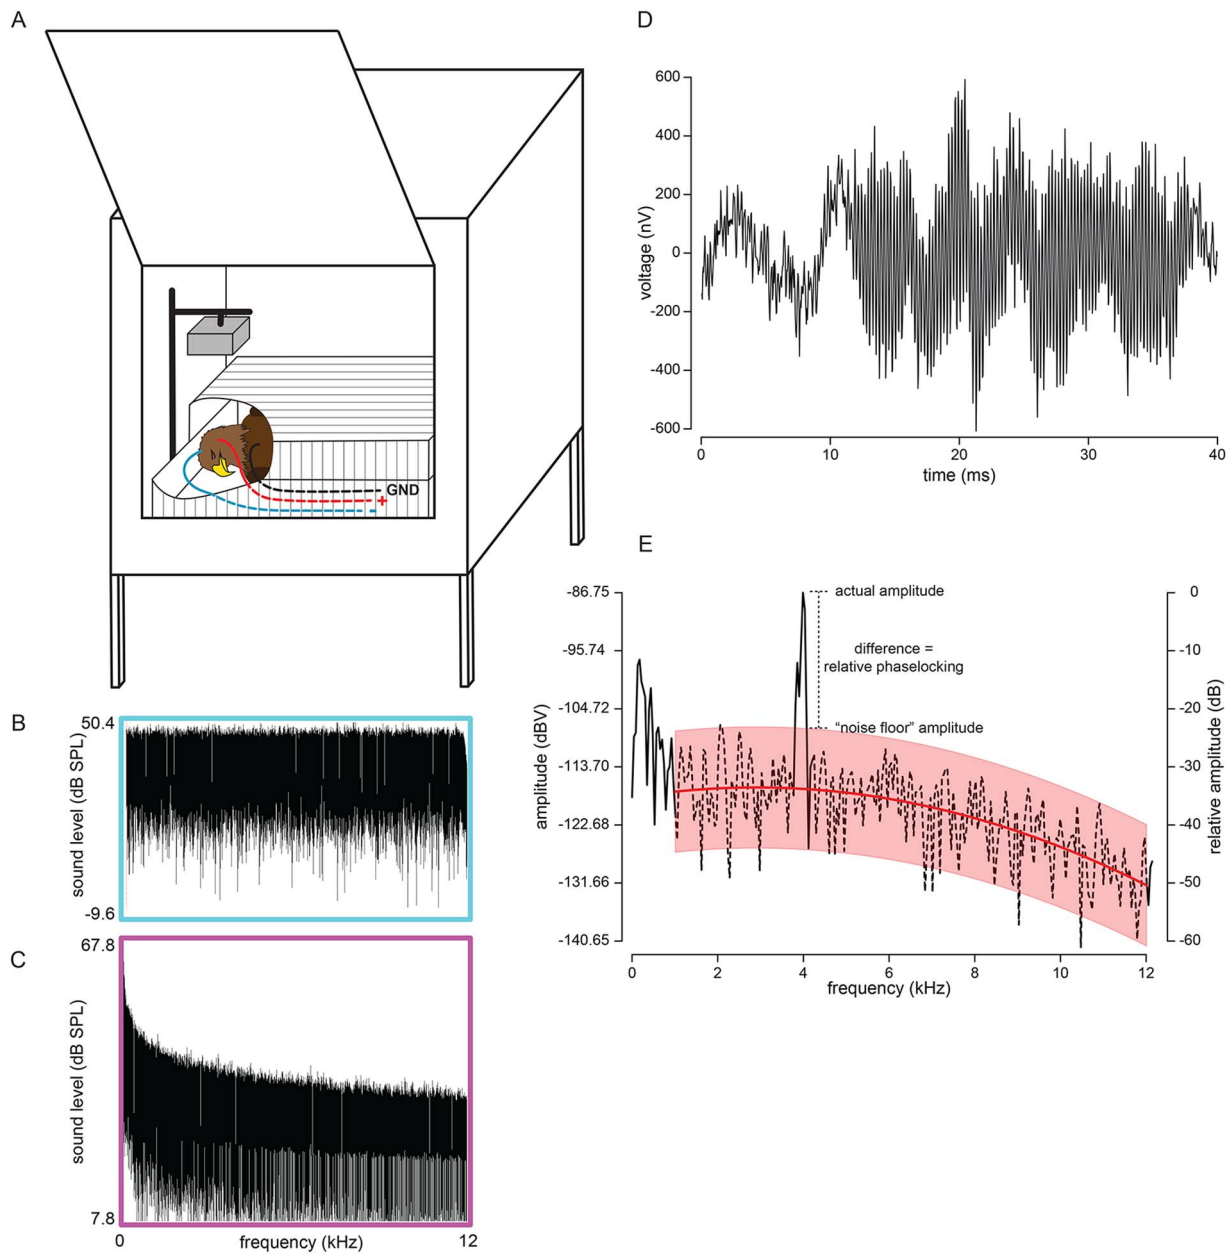 A
GND
+
-
B
50.4
sound level (dB SPL)
-9.6
C
67.8
sound level (dB SPL)
7.8
0
frequency (kHz)
12
D
600
400
200
0
-200
-400
-600
voltage (nV)
0
10
20
30
40
time (ms)
E
-86.75
-95.74
-104.72
-113.70
-122.68
-131.66
-140.65
amplitude (dBV)
actual amplitude
difference =
relative phaselocking
“noise floor” amplitude
0
-10
-20
-30
-40
-50
-60
relative amplitude (dB)
0
2
4
6
8
10
12
frequency (kHz)